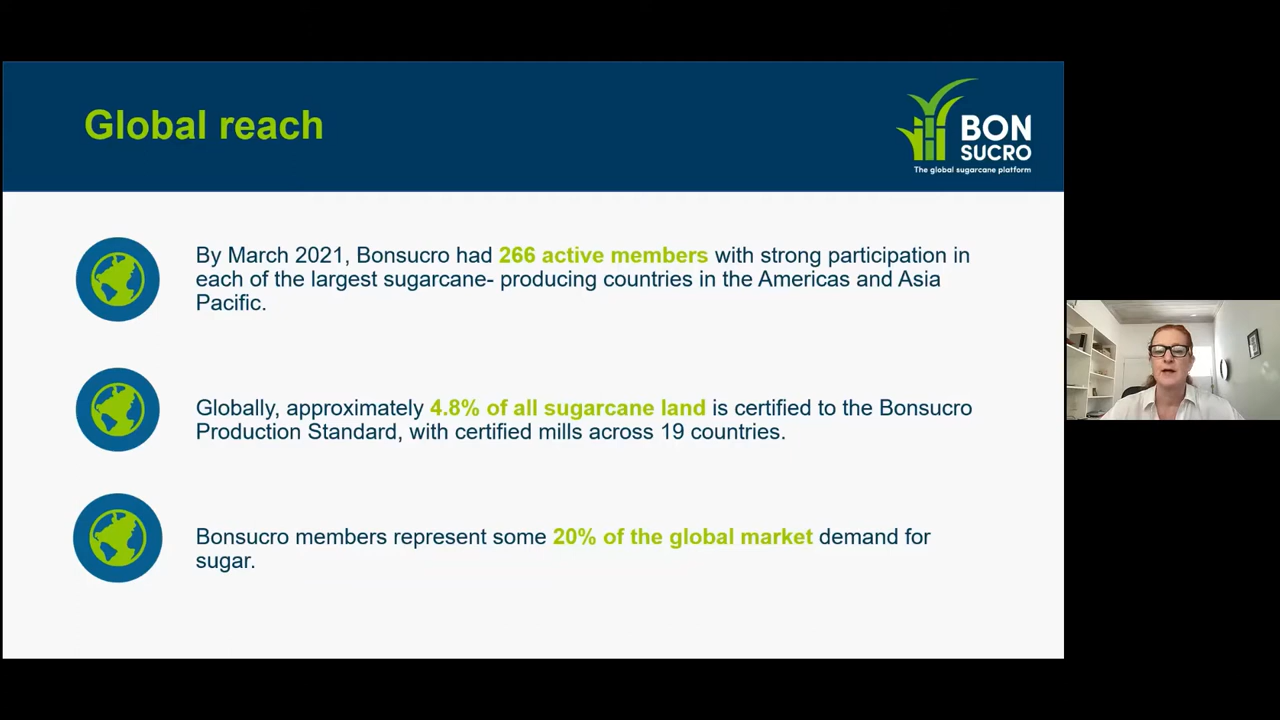 Global reach
BON
SUCRO
The global sugarcane platform
By March 2021, Bonsucro had 266 active members with strong participation in
each of the largest sugarcane- producing countries in the Americas and Asia
Pacific.
Globally, approximately 4.8% of all sugarcane land is certified to the Bonsucro
Production Standard, with certified mills across 19 countries.
Bonsucro members represent some 20% of the global market demand for
sugar.